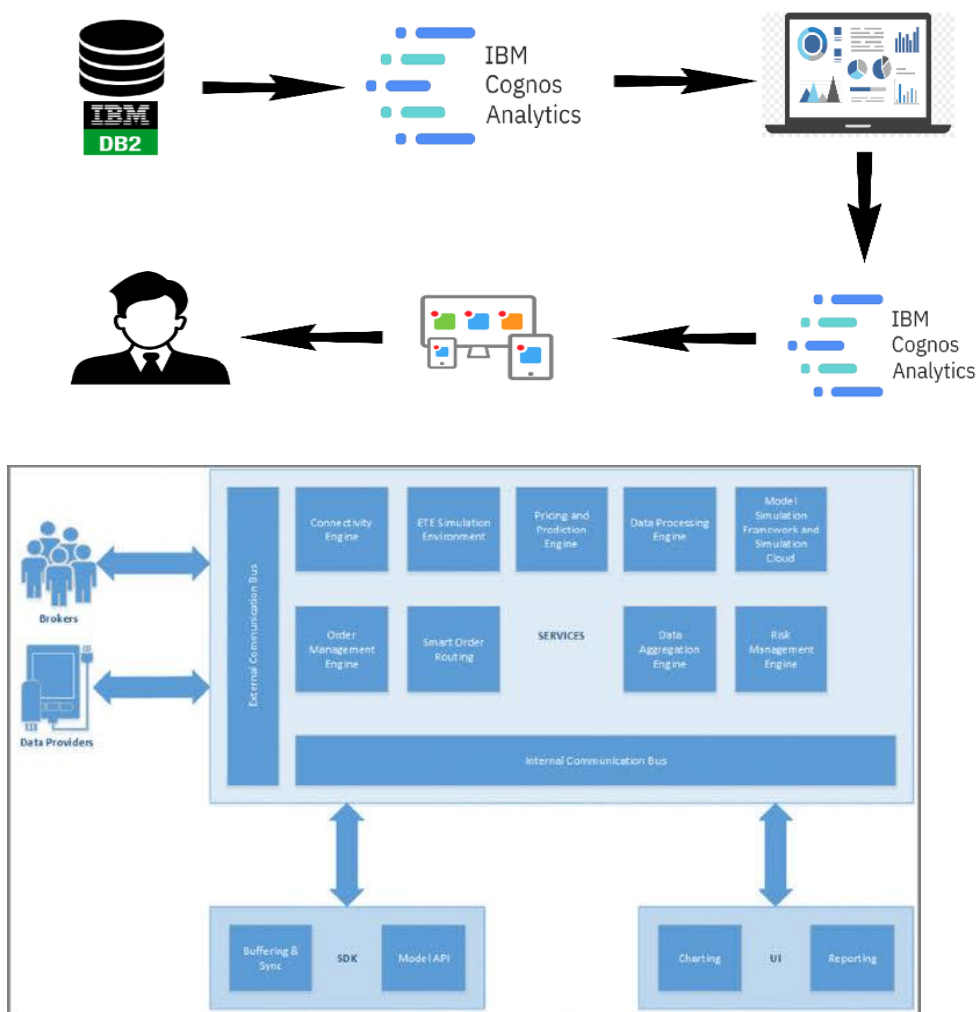 IBM
DB2
IBM
Cognos
Analytics
IBM
Cognos
Analytics
Brokers
Data Providers
External Communication Bus
Connectivity
Engine
ETE Simulation
Environment
Pricing and
Prediction
Engine
Data Processing
Engine
Model
Simulation
Framework and
Simulation
Cloud
Order
Management
Engine
Smart Order
Routing
SERVICES
Data
Aggregation
Engine
Risk
Management
Engine
Internal Communication Bus
Buffering &
Sync
SDK
Model API
Charting
UI
Reporting